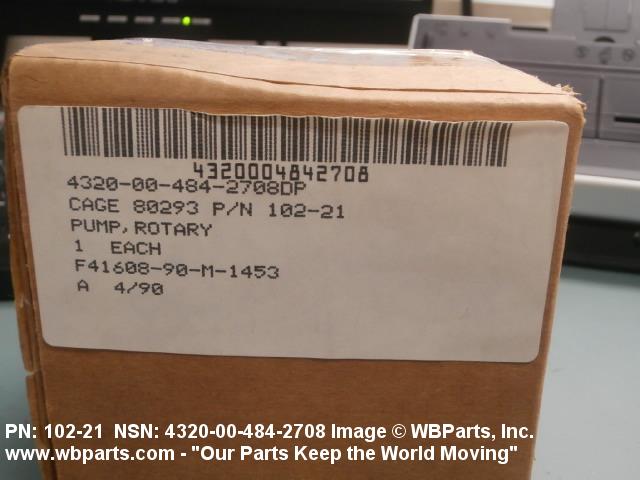 4320004842708
4320-00-484-2708DP
CAGE 80293 P/N 102-21
PUMP, ROTARY
1 EACH
F41608-90-M-1453
A 4/90
PN: 102-21 NSN: 4320-00-484-2708 Image © WBParts, Inc.
www.wbparts.com - "Our Parts Keep the World Moving"